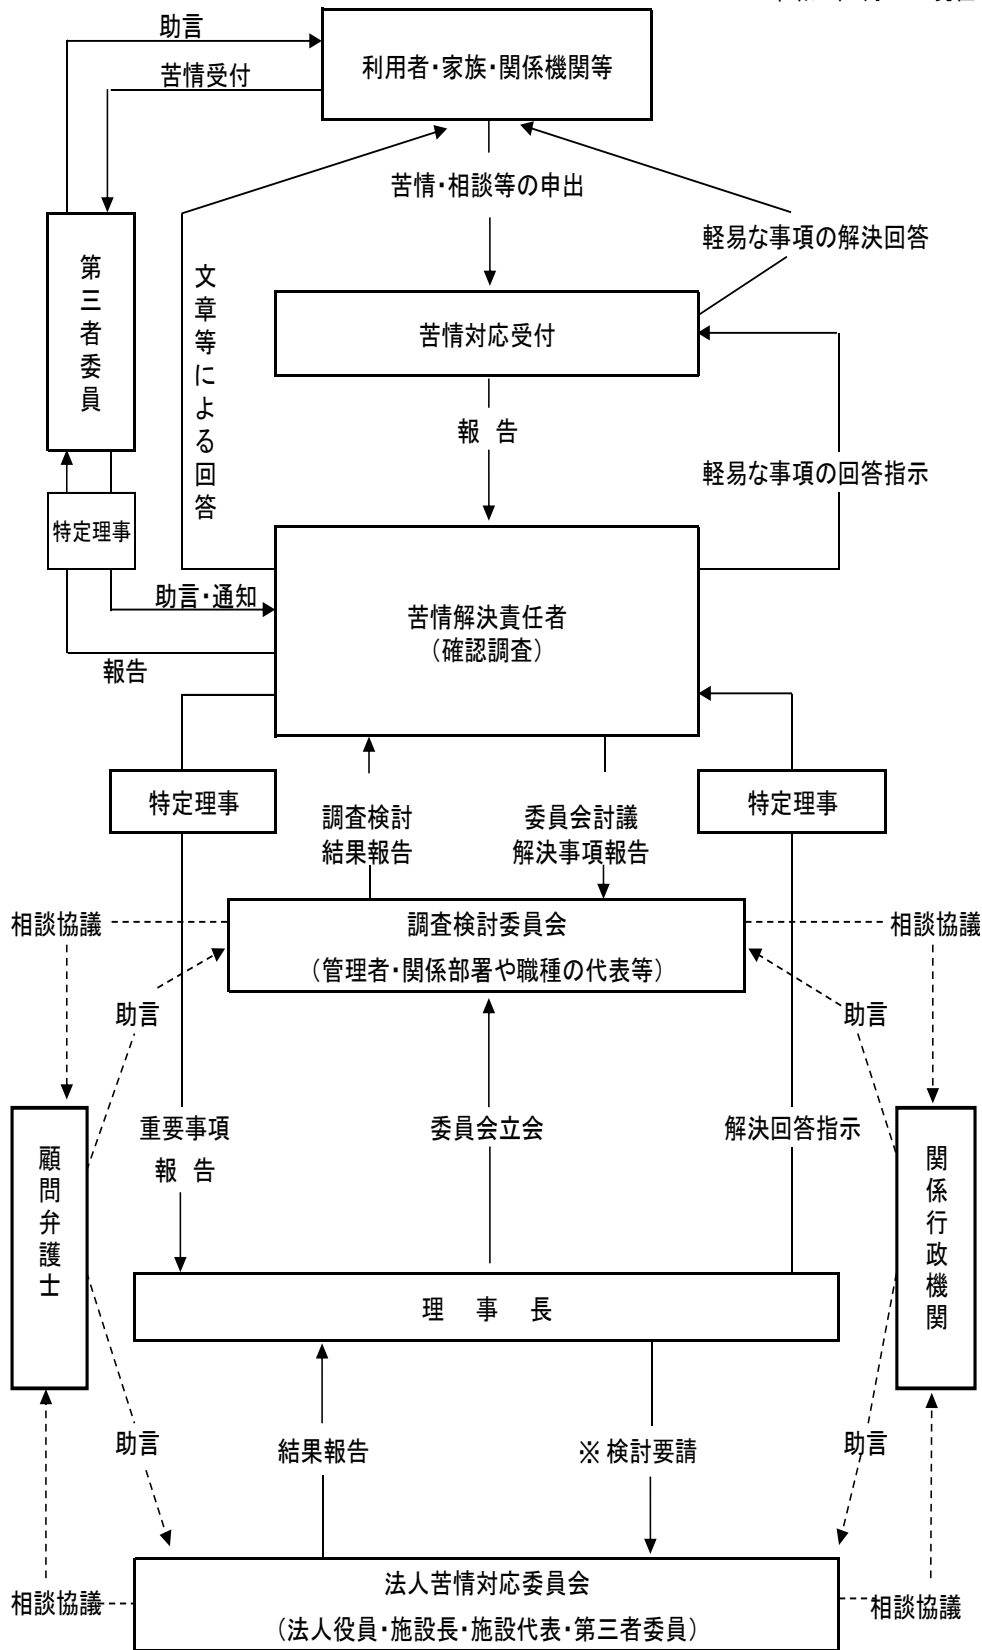 助言
利用者・家族・関係機関等
苦情受付
苦情・相談等の申出
軽易な事項の解決回答
第三者委員
文章等による回答
苦情対応受付
報 告
軽易な事項の回答指示
特定理事
助言・通知
苦情解決責任者
（確認調査）
報告
特定理事
特定理事
調査検討
結果報告
委員会討議
解決事項報告
相談協議
調査検討委員会
（管理者・関係部署や職種の代表等）
相談協議
助言
助言
重要事項
報 告
委員会立会
解決回答指示
顧問弁護士
関係行政機関
理 事 長
助言
結果報告
※ 検討要請
助言
相談協議
法人苦情対応委員会
（法人役員・施設長・施設代表・第三者委員）
相談協議